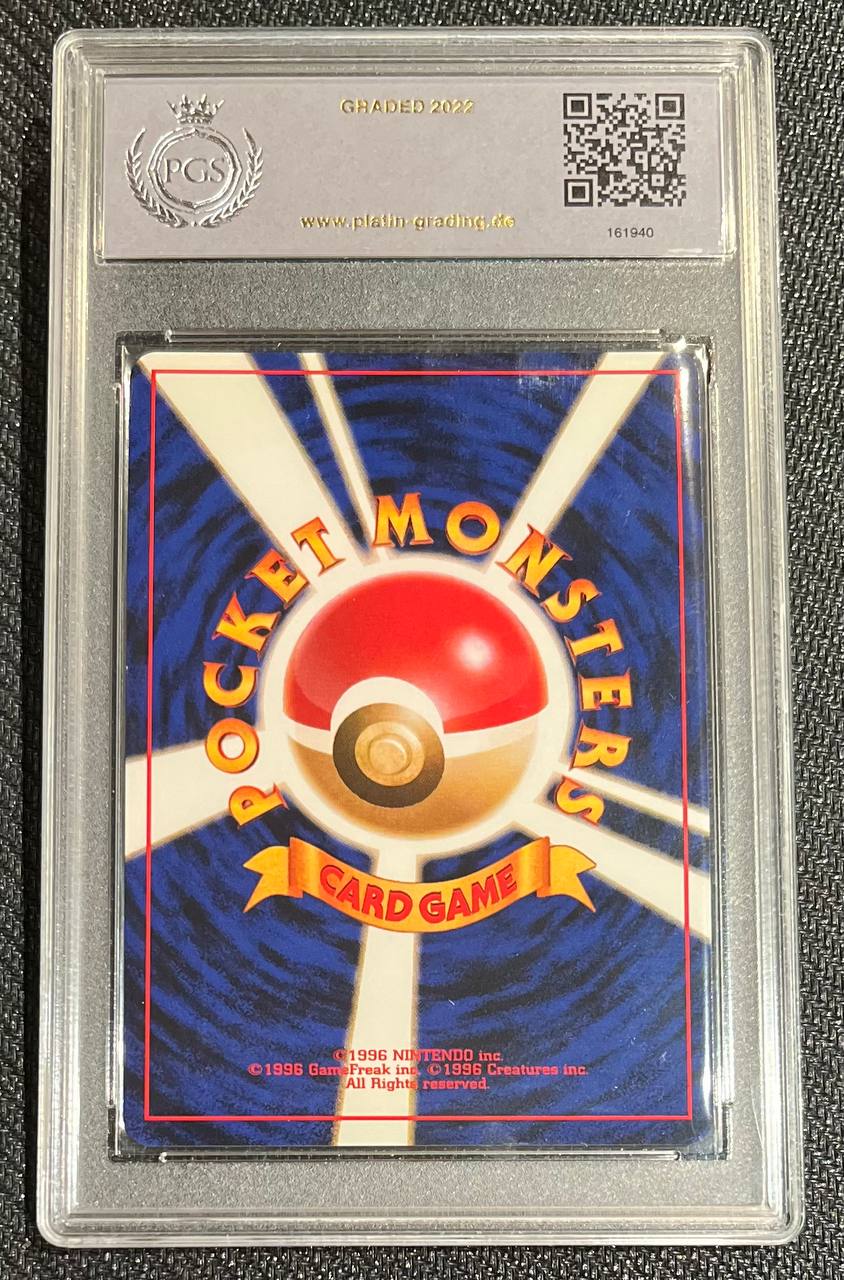 PGS
GRADED 2022
www.platin-grading.de
161940
POCKET MONSTERS
CARD GAME
©1996 NINTENDO inc.
©1996 GameFreak inc. ©1996 Creatures inc.
All Rights reserved.